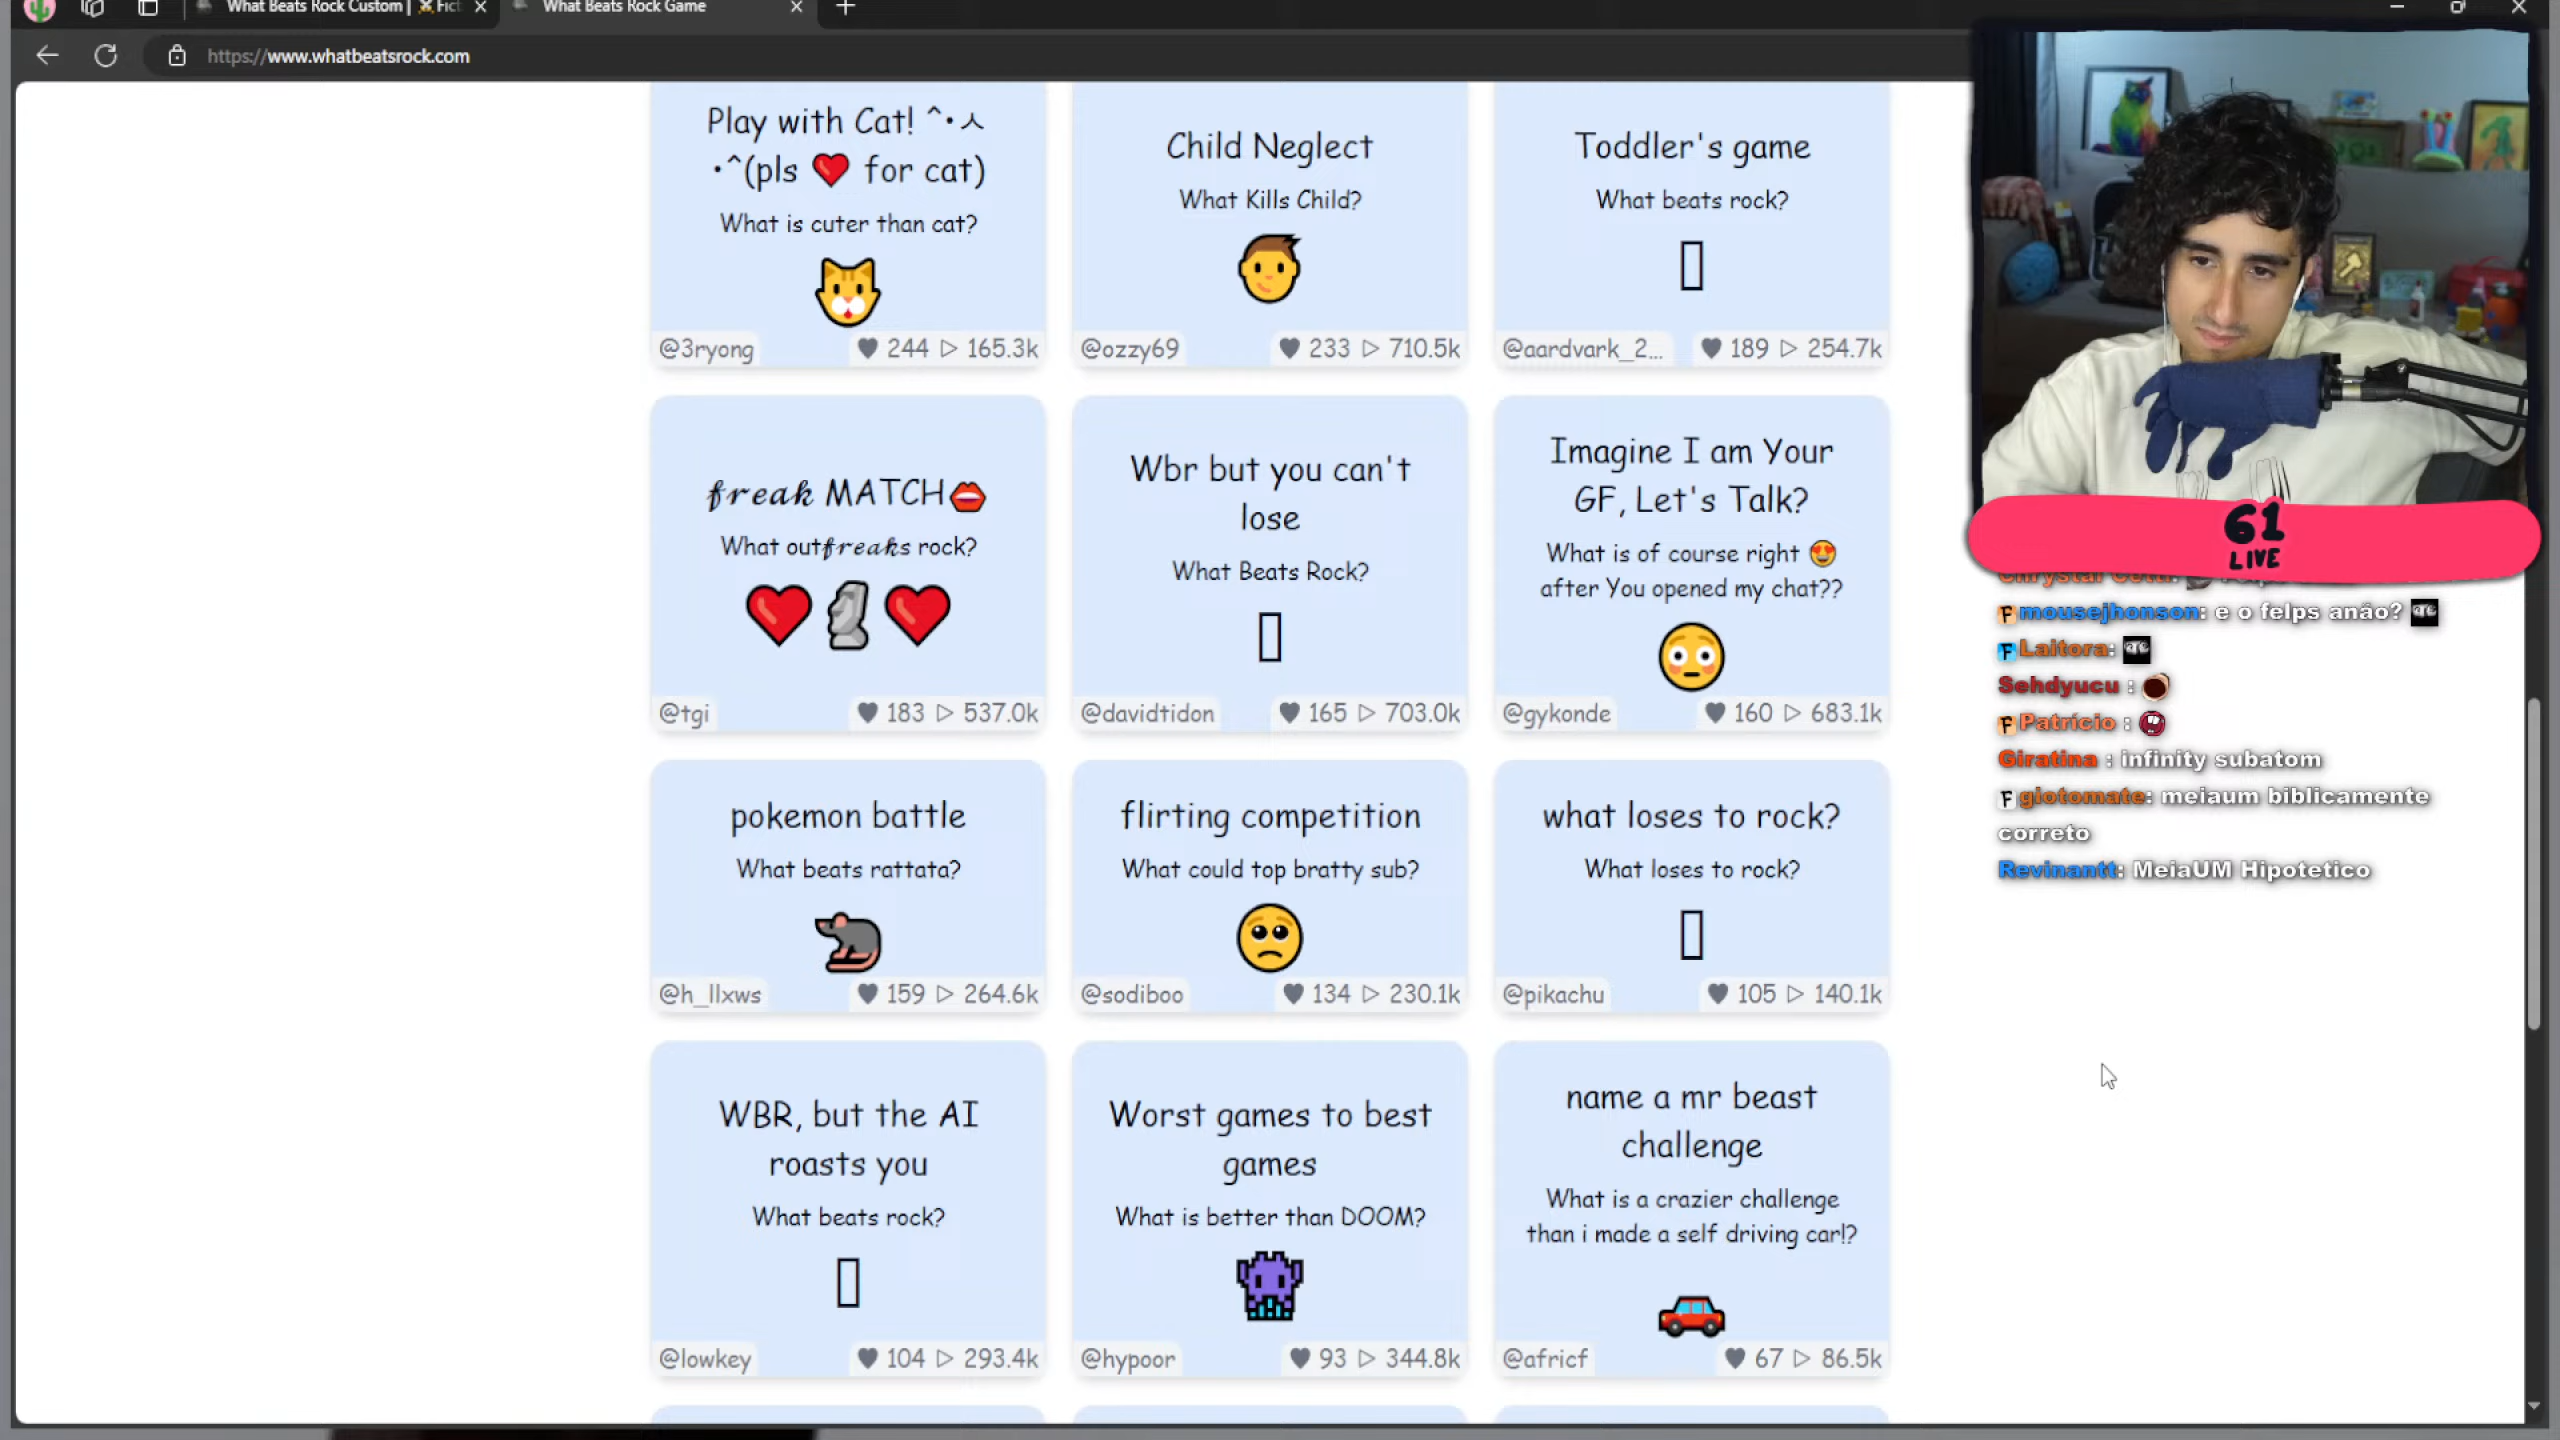 What Beats Rock Custom | ⚔Fict
What Beats Rock Game
https://www.whatbeatsrock.com
Play with Cat! ^•ㅅ
•^(pls ❤️ for cat)
What is cuter than cat?
@3ryong
244
165.3k
Child Neglect
What Kills Child?
@ozzy69
233
710.5k
Toddler's game
What beats rock?
@aardvark_2...
189
254.7k
𝓯𝓻𝓮𝓪𝓴 MATCH🫦
What out𝓯𝓻𝓮𝓪𝓴s rock?
@tgi
183
537.0k
Wbr but you can't
lose
What Beats Rock?
@davidtidon
165
703.0k
Imagine I am Your
GF, Let's Talk?
What is of course right 😍
after You opened my chat??
@gykonde
160
683.1k
pokemon battle
What beats rattata?
@h_llxws
159
264.6k
flirting competition
What could top bratty sub?
@sodiboo
134
230.1k
what loses to rock?
What loses to rock?
@pikachu
105
140.1k
WBR, but the AI
roasts you
What beats rock?
@lowkey
104
293.4k
Worst games to best
games
What is better than DOOM?
@hypoor
93
344.8k
name a mr beast
challenge
What is a crazier challenge
than i made a self driving car!?
@africf
67
86.5k
61
LIVE
mousejhonson: e o felps anão?
Laitora:
Sehdyucu :
Patrício :
Giratina : infinity subatom
giotomate: meiaum biblicamente
correto
Revinantt: MeiaUM Hipotetico